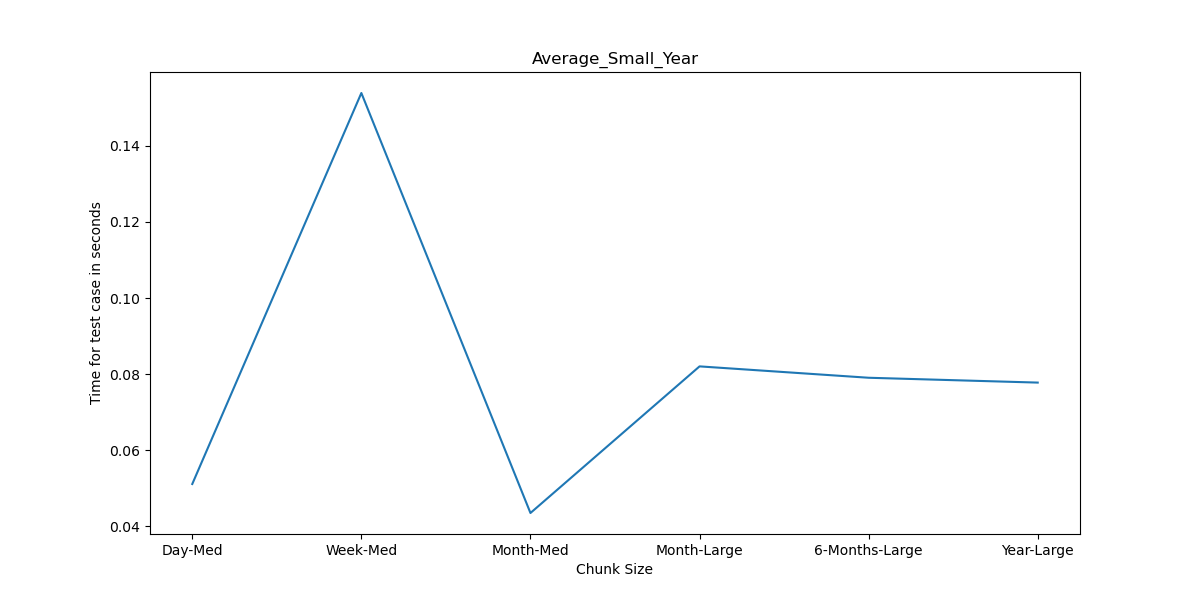 Average_Small_Year
Time for test case in seconds
0.14
0.12
0.10
0.08
0.06
0.04
Day-Med Week-Med Month-Med Month-Large 6-Months-Large Year-Large
Chunk Size